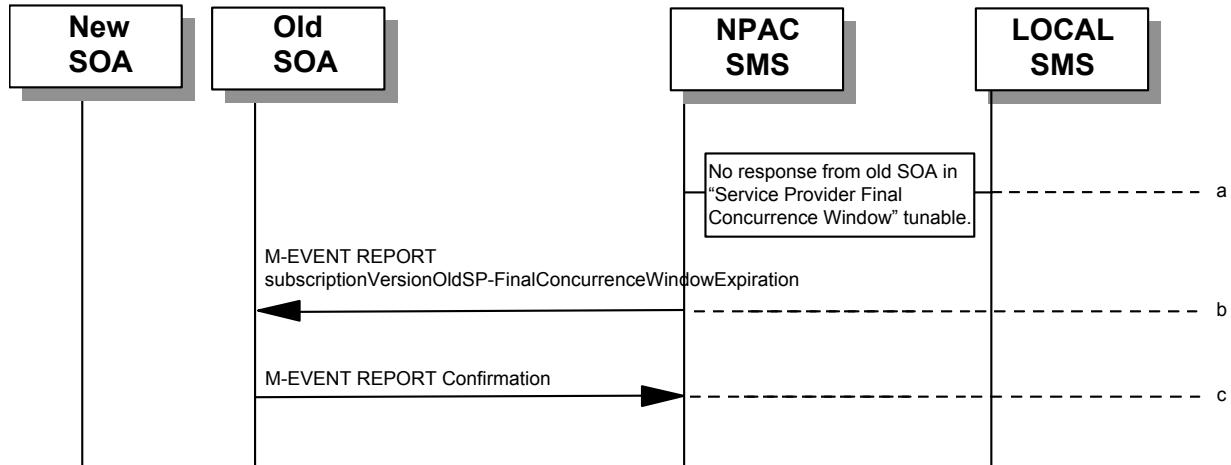 New
SOA
Old
SOA
NPAC
SMS
LOCAL
SMS
No response from old SOA in
“Service Provider Final
Concurrence Window” tunable.
a
M-EVENT REPORT
subscriptionVersionOldSP-FinalConcurrenceWindowExpiration
b
M-EVENT REPORT Confirmation
c